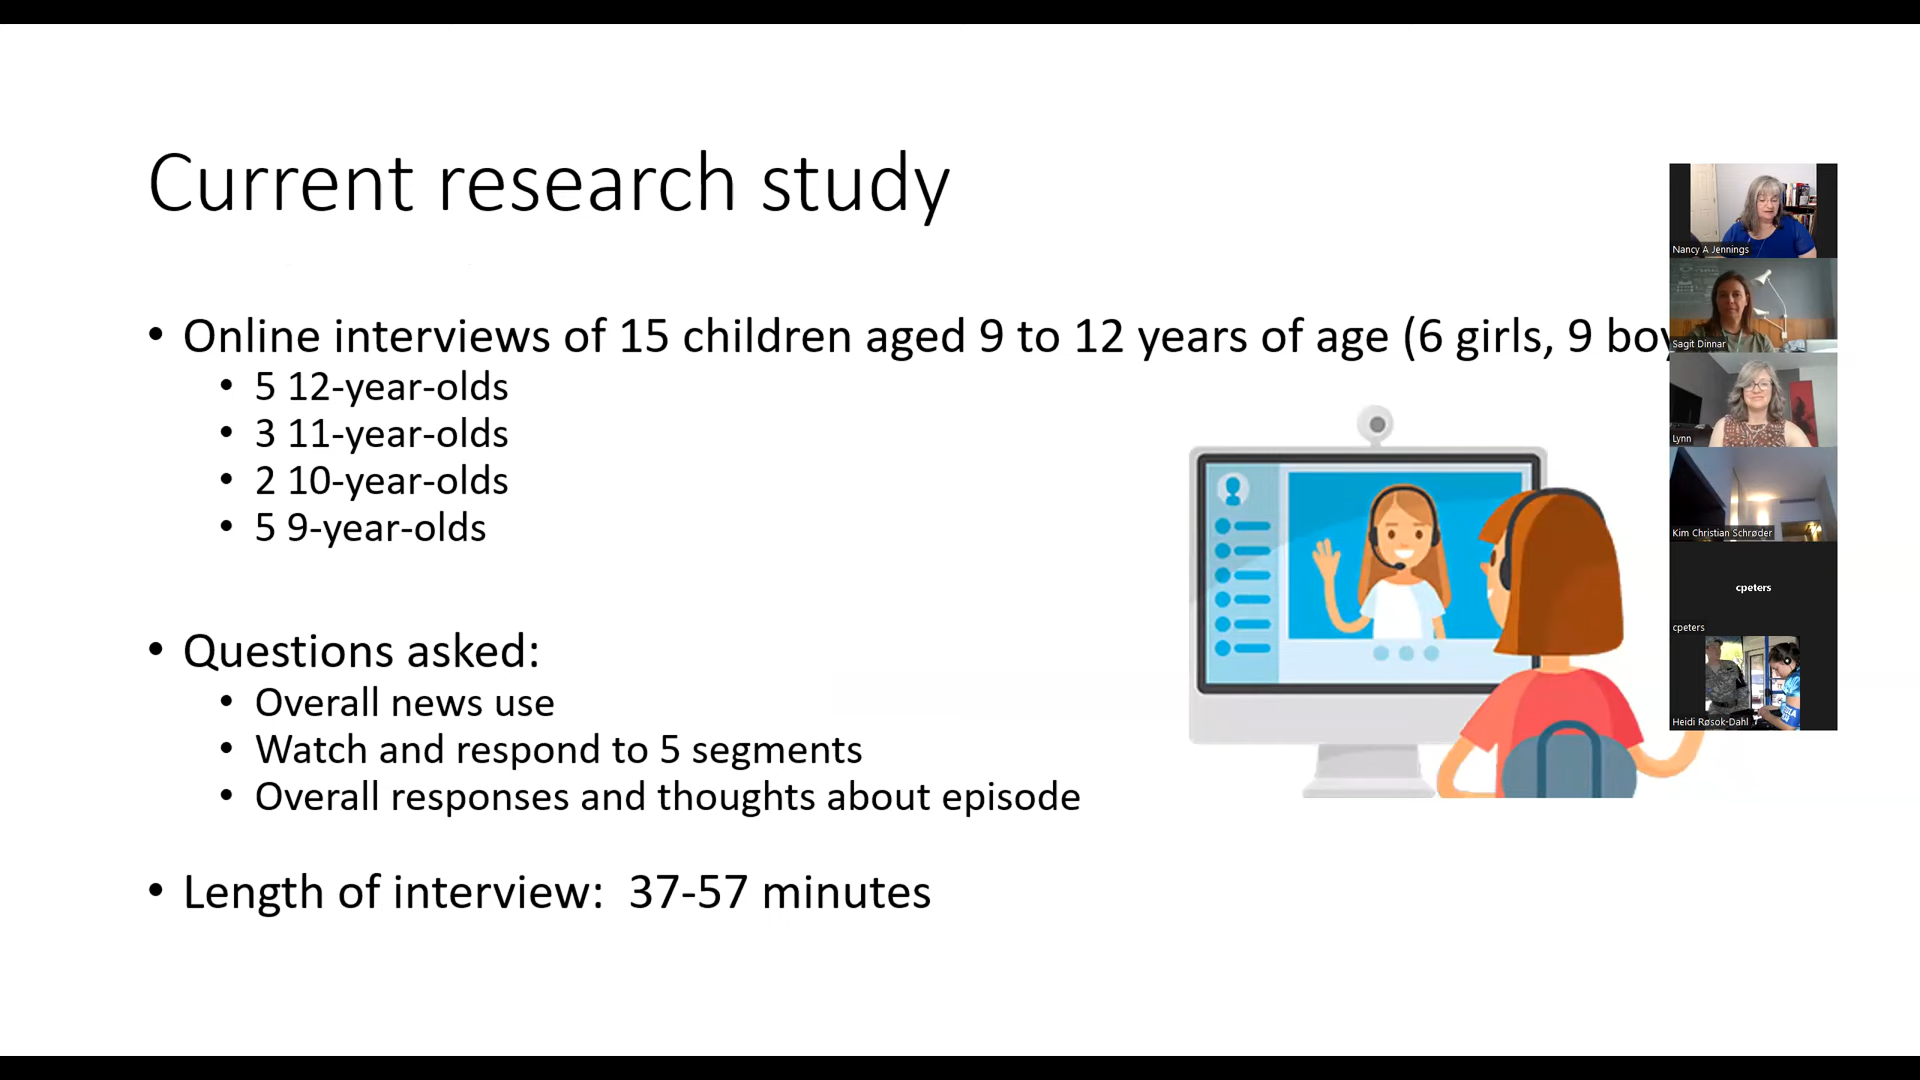 Current research study
• Online interviews of 15 children aged 9 to 12 years of age (6 girls, 9
• 5 12-year-olds
• 3 11-year-olds
• 2 10-year-olds
• 5 9-year-olds
• Questions asked:
• Overall news use
• Watch and respond to 5 segments
• Overall responses and thoughts about episode
• Length of interview: 37-57 minutes
Nancy A Jennings
Sagit Dinnar
Lynn
Kim Christian Schrøder
cpeters
cpeters
Heidi Røsok-Dahl